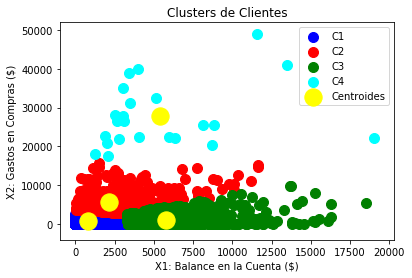 Clusters de Clientes
C1
C2
C3
C4
Centroides
X2: Gastos en Compras ($)
50000
40000
30000
20000
10000
0
0
2500
5000
7500
10000
12500
15000
17500
20000
X1: Balance en la Cuenta ($)